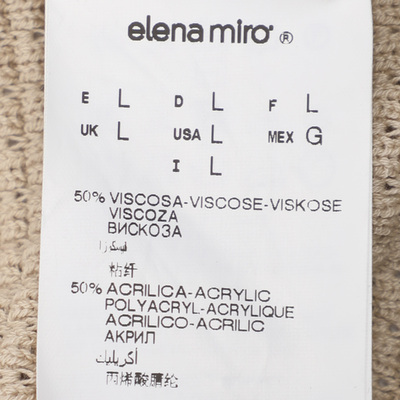 elena miro ®
E L D L F L
UK L USA L MEX G
I L
50% VISCOSA-VISCOSE-VISKOSE
VISCOZA
ВИСКОЗА
فيسكوزا
粘纤
50% ACRILICA-ACRYLIC
POLYACRYL-ACRYLIQUE
ACRILICO-ACRILIC
АКРИЛ
أكريليك
丙烯酸腈纶